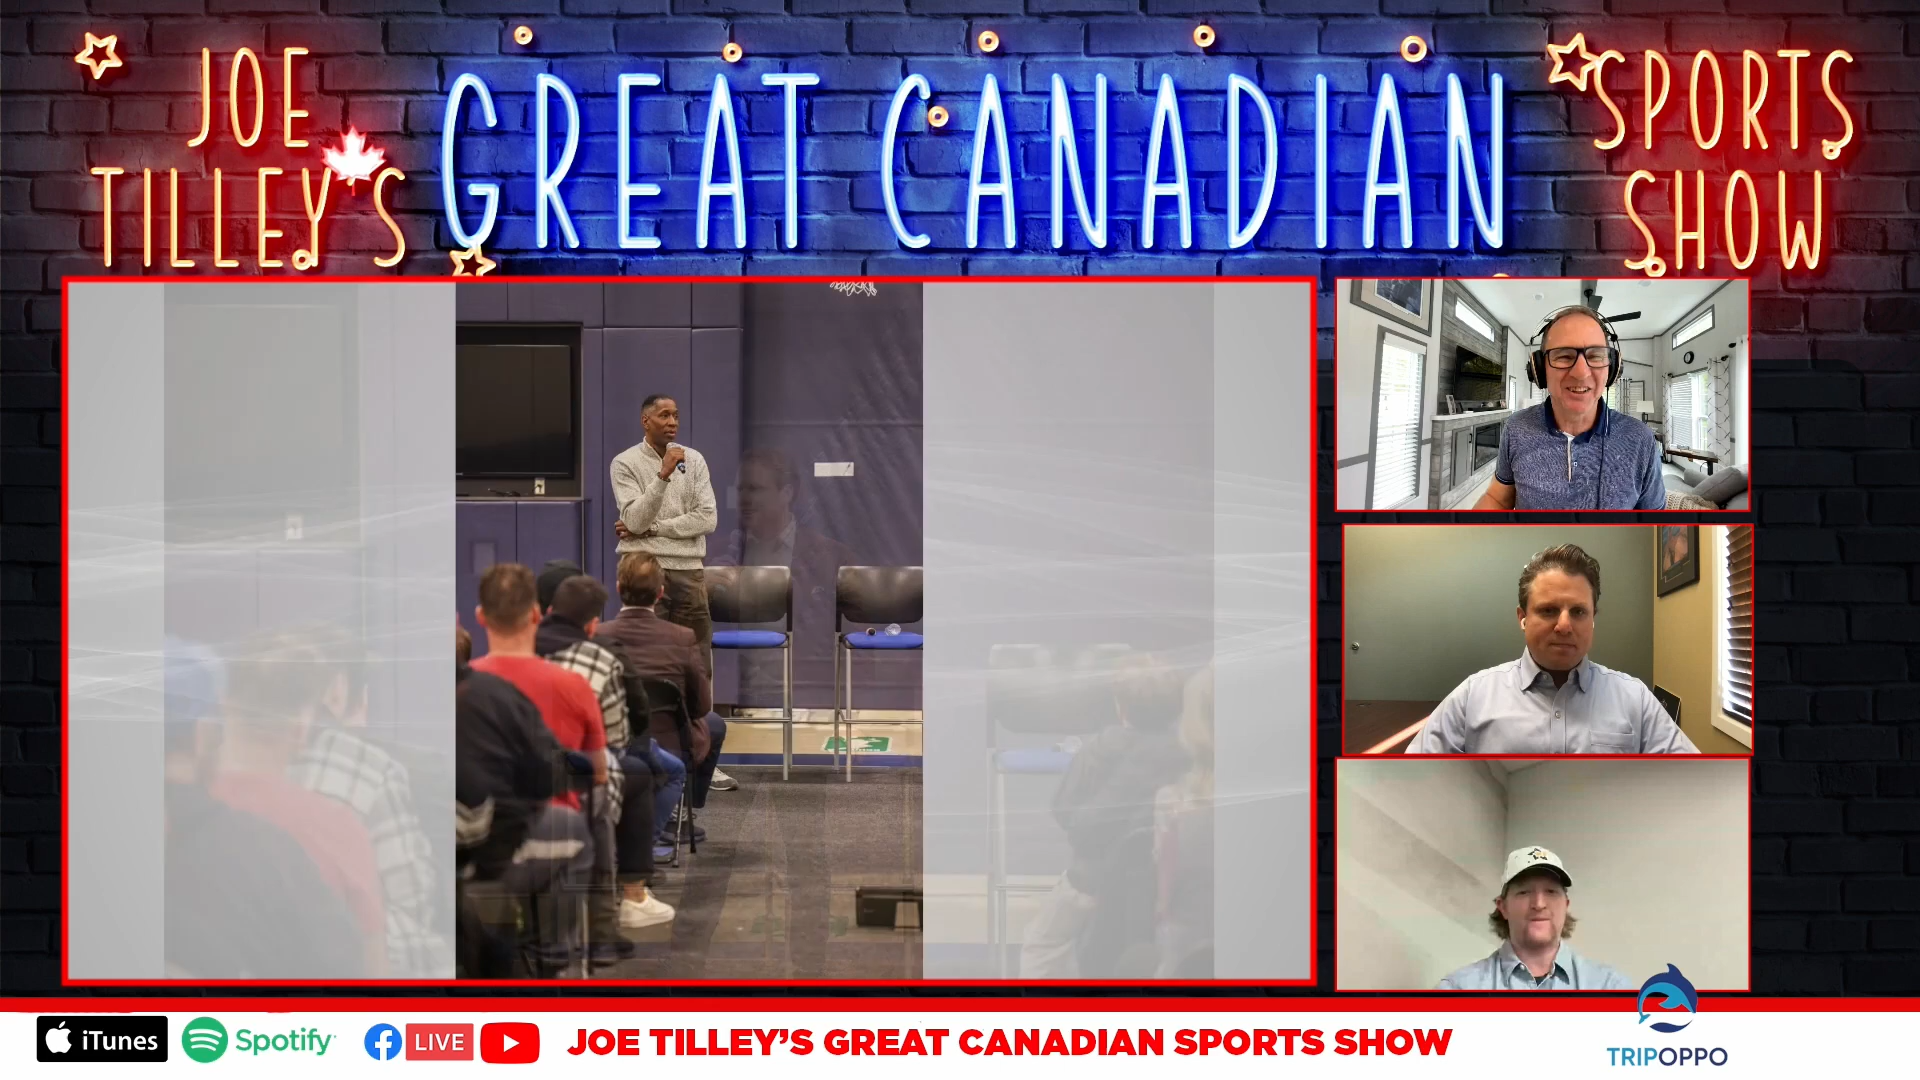 JOE
TILLEY'S
GREAT CANADIAN
SPORTS
SHOW
iTunes
Spotify
LIVE
JOE TILLEY'S GREAT CANADIAN SPORTS SHOW
TRIPOPPO